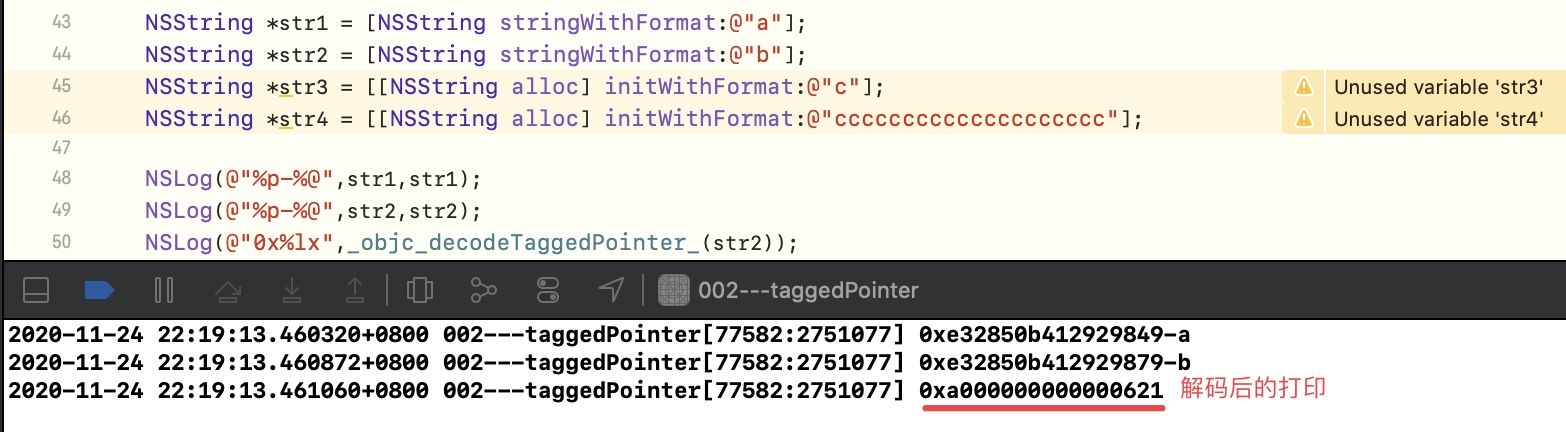 43 NSString *str1 = [NSString stringWithFormat:@"a"];
44 NSString *str2 = [NSString stringWithFormat:@"b"];
45 NSString *str3 = [[NSString alloc] initWithFormat:@"c"]; Unused variable 'str3'
46 NSString *str4 = [[NSString alloc] initWithFormat:@"cccccccccccccccccccc"]; Unused variable 'str4'
47
48 NSLog(@"%p-%@",str1,str1);
49 NSLog(@"%p-%@",str2,str2);
50 NSLog(@"0x%lx",_objc_decodeTaggedPointer_(str2));
002---taggedPointer
2020-11-24 22:19:13.460320+0800 002---taggedPointer[77582:2751077] 0xe32850b412929849-a
2020-11-24 22:19:13.460872+0800 002---taggedPointer[77582:2751077] 0xe32850b412929879-b
2020-11-24 22:19:13.461060+0800 002---taggedPointer[77582:2751077] 0xa000000000000621 解码后的打印